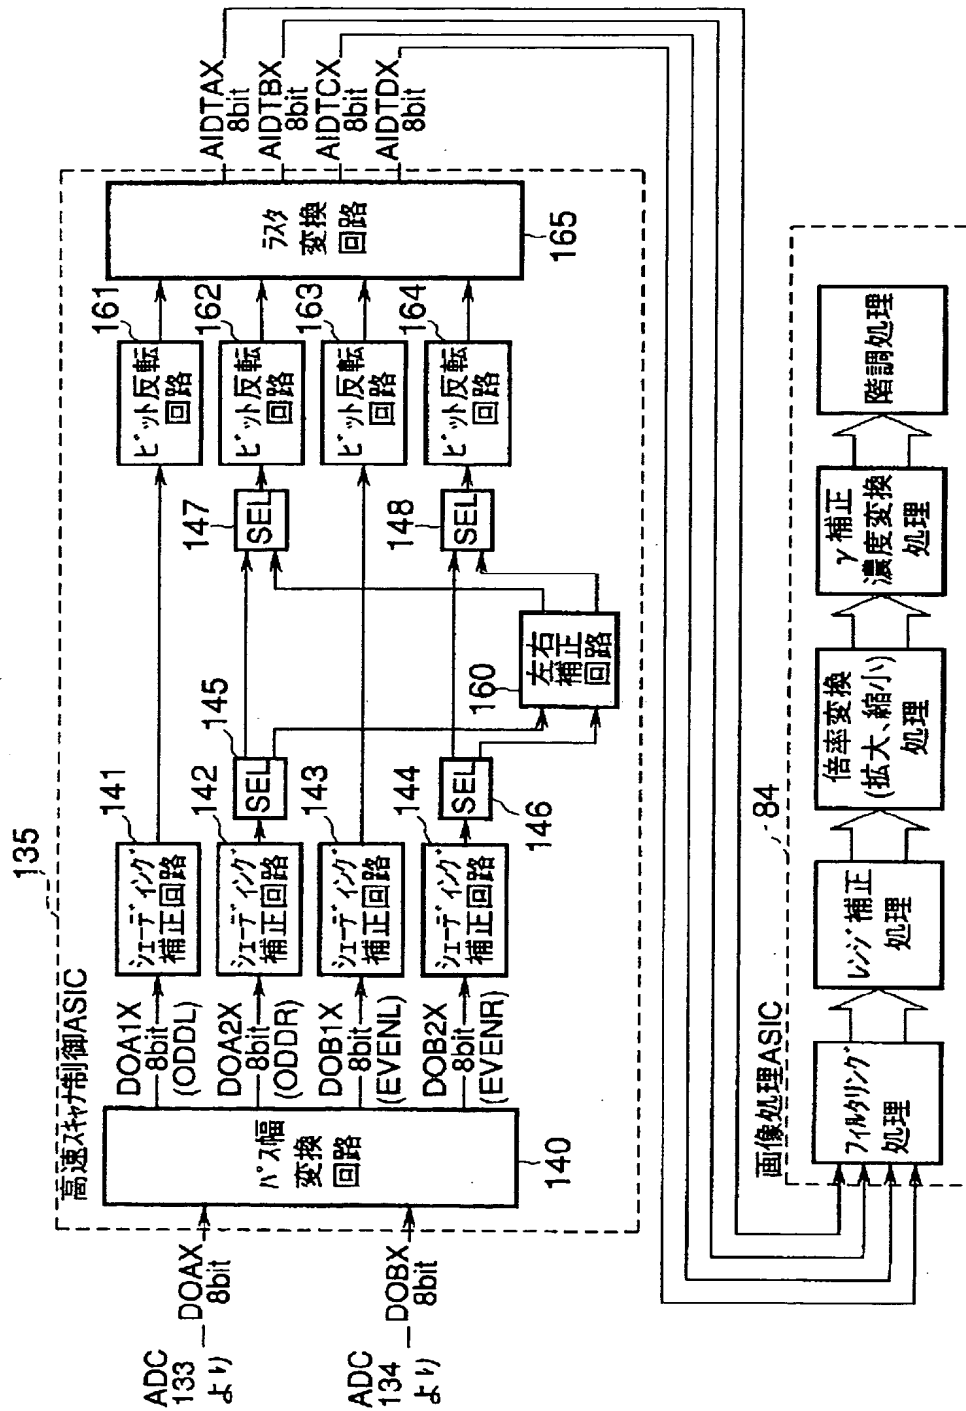 135
高速スキャナ制御ASIC
ADC
133
より
DOAX
8bit
ADC
134
より
DOBX
8bit
バス幅
変換
回路
140
DOA1X
8bit
(ODDL)
DOA2X
8bit
(ODDR)
DOB1X
8bit
(EVENL)
DOB2X
8bit
(EVENR)
141
シェーディング
補正回路
142
シェーディング
補正回路
143
シェーディング
補正回路
144
シェーディング
補正回路
145
SEL
SEL
146
160
左右
補正
回路
147
SEL
148
SEL
161
ビット反転
回路
162
ビット反転
回路
163
ビット反転
回路
164
ビット反転
回路
ラスタ
変換
回路
165
AIDTAX
8bit
AIDTBX
8bit
AIDTCX
8bit
AIDTDX
8bit
画像処理ASIC
84
フィルタリング
処理
レンジ補正
処理
倍率変換
(拡大、縮小)
処理
γ補正
濃度変換
処理
階調処理